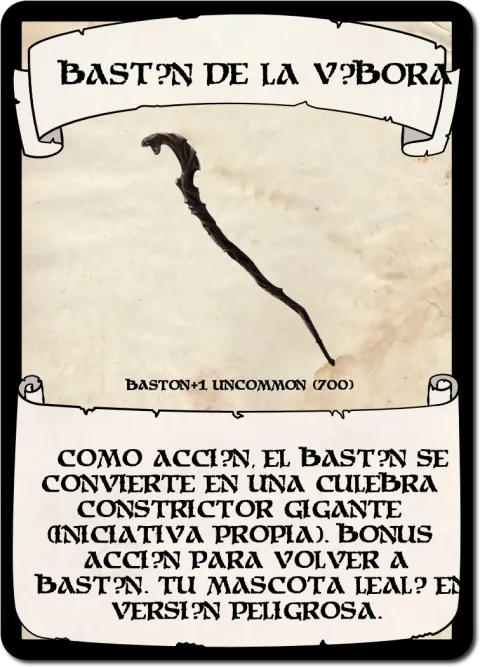 BAST?N DE LA V?BORA
BASTON+1, UNCOMMON (700)
COMO ACCI?N, EL BAST?N SE
CONVIERTE EN UNA CULEBRA
CONSTRICTOR GIGANTE
(INICIATIVA PROPIA). BONUS
ACCI?N PARA VOLVER A
BAST?N. TU MASCOTA LEAL? EN
VERSI?N PELIGROSA.